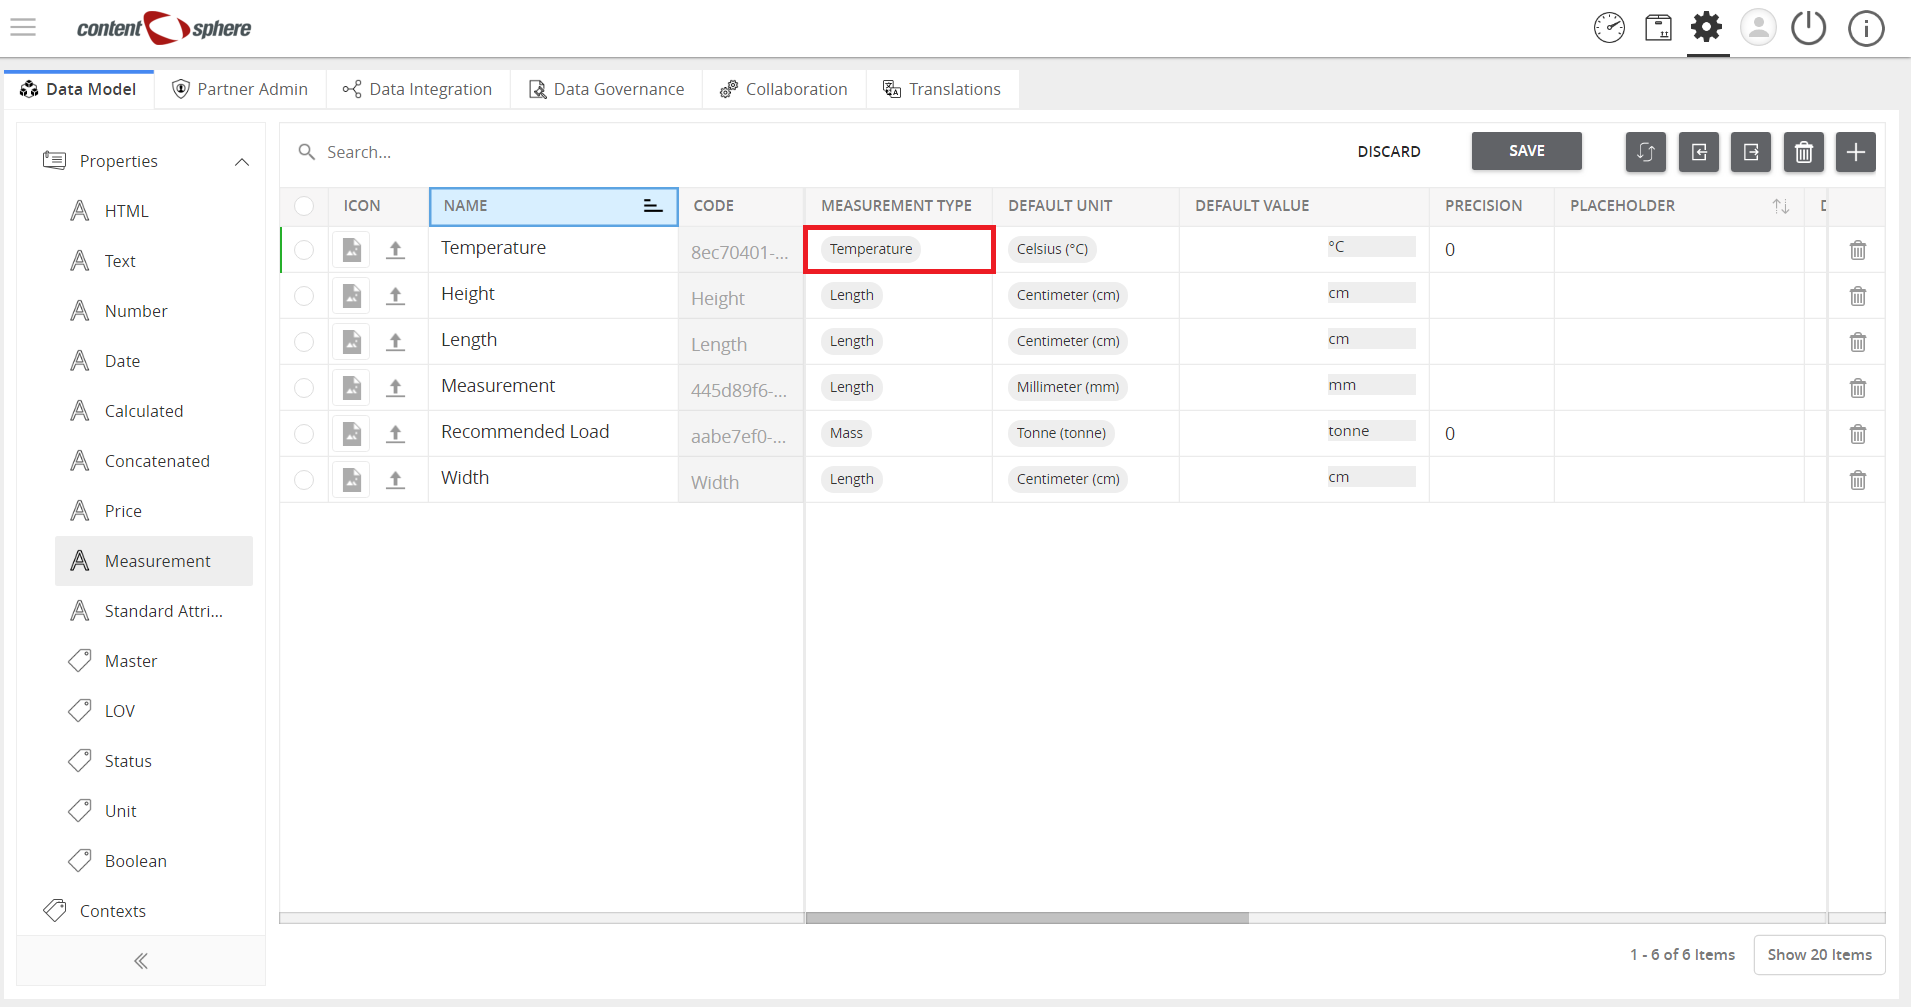 content sphere
Data Model
Partner Admin
Data Integration
Data Governance
Collaboration
Translations
Properties
HTML
Text
Number
Date
Calculated
Concatenated
Price
Measurement
Standard Attri...
Master
LOV
Status
Unit
Boolean
Contexts
Search...
DISCARD
SAVE
ICON NAME CODE MEASUREMENT TYPE DEFAULT UNIT DEFAULT VALUE PRECISION PLACEHOLDER
Temperature 8ec70401-... Temperature Celsius (°C) °C 0
Height Height Length Centimeter (cm) cm
Length Length Length Centimeter (cm) cm
Measurement 445d89f6-... Length Millimeter (mm) mm
Recommended Load aabe7ef0-... Mass Tonne (tonne) tonne 0
Width Width Length Centimeter (cm) cm
1 - 6 of 6 Items
Show 20 Items